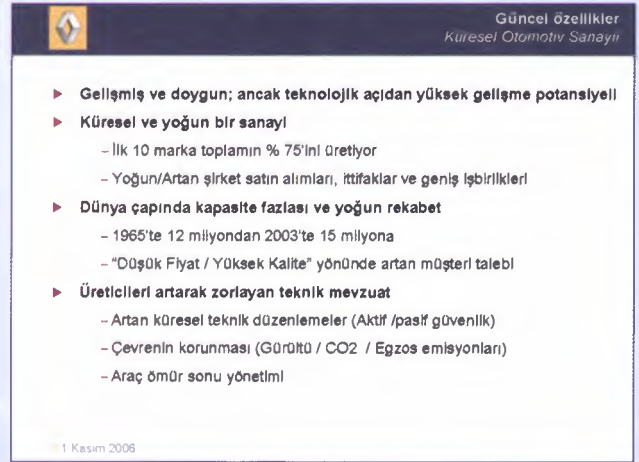 Güncel özellikler
Küresel Otomotiv Sanayii
Gelişmiş ve doygun; ancak teknolojik açıdan yüksek gelişme potansiyeli
Küresel ve yoğun bir sanayi
– İlk 10 marka toplamın % 75'ini üretiyor
– Yoğun/Artan şirket satın alımları, ittifaklar ve geniş işbirlikleri
Dünya çapında kapasite fazlası ve yoğun rekabet
– 1965'te 12 milyondan 2003'te 15 milyona
– "Düşük Fiyat / Yüksek Kalite" yönünde artan müşteri talebi
Üreticileri artarak zorlayan teknik mevzuat
– Artan küresel teknik düzenlemeler (Aktif /pasif güvenlik)
– Çevrenin korunması (Gürültü / CO2 / Egzos emisyonları)
– Araç ömür sonu yönetimi
1 Kasım 2006